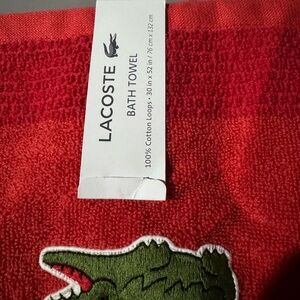 LACOSTE
BATH TOWEL
100% Cotton Loops • 30 in x 52 in / 76 cm x 132 cm